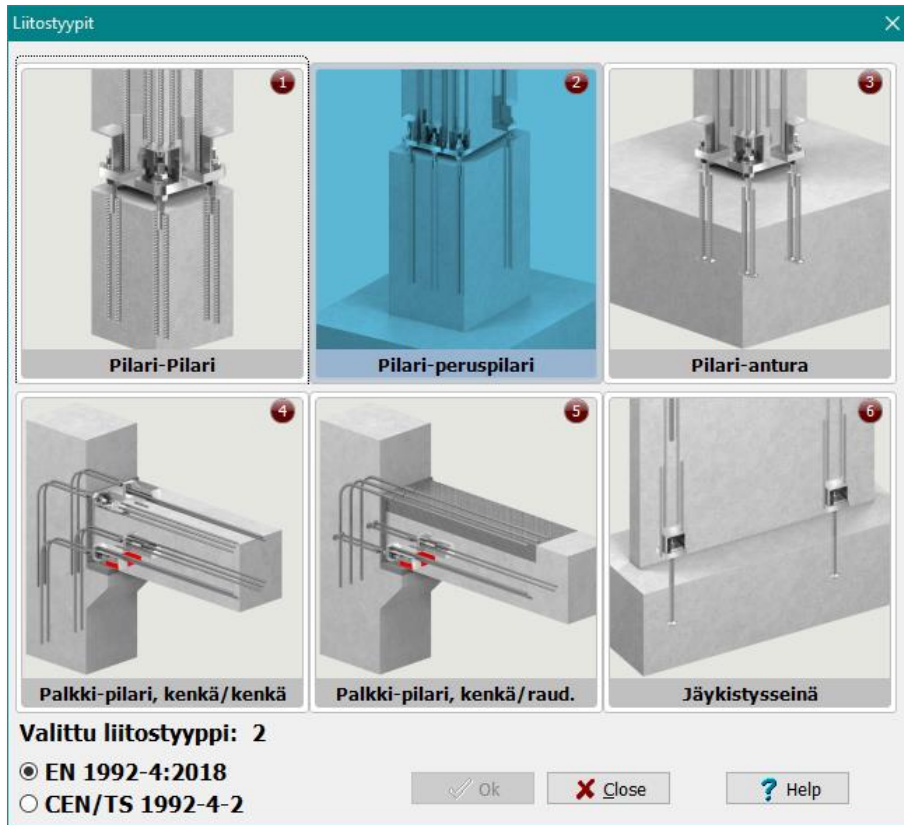 Liitostyypit
1
2
3
Pilari-Pilari
Pilari-peruspilari
Pilari-antura
4
5
6
Palkki-pilari, kenkä/kenkä
Palkki-pilari, kenkä/raud.
Jäykistysseinä
Valittu liitostyyppi: 2
EN 1992-4:2018
CEN/TS 1992-4-2
Ok
Close
? Help